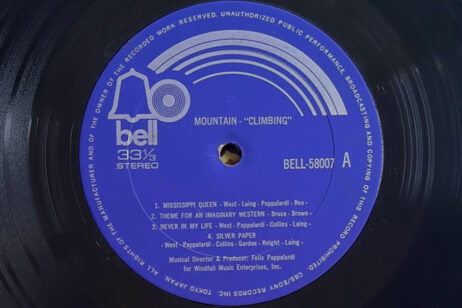 ALL RIGHTS OF THE MANUFACTURER AND OF THE OWNER OF THE RECORDED WORK RESERVED. UNAUTHORIZED PUBLIC PERFORMANCE, BROADCASTING AND COPYING OF THIS RECORD PROHIBITED.
bell
33 1/3
STEREO
MOUNTAIN - "CLIMBING"
BELL-58007 A
1. MISSISSIPPI QUEEN - West - Laing - Pappalardi - Rea -
2. THEME FOR AN IMAGINARY WESTERN - Bruce - Brown -
3. NEVER IN MY LIFE - West - Pappalardi - Collins - Laing -
4. SILVER PAPER
- West - Pappalardi - Collins - Gardos - Knight - Laing -
Musical Director & Producer: Felix Pappalardi
for Windfall Music Enterprises, Inc.
CBS/SONY RECORDS INC. TOKYO JAPAN